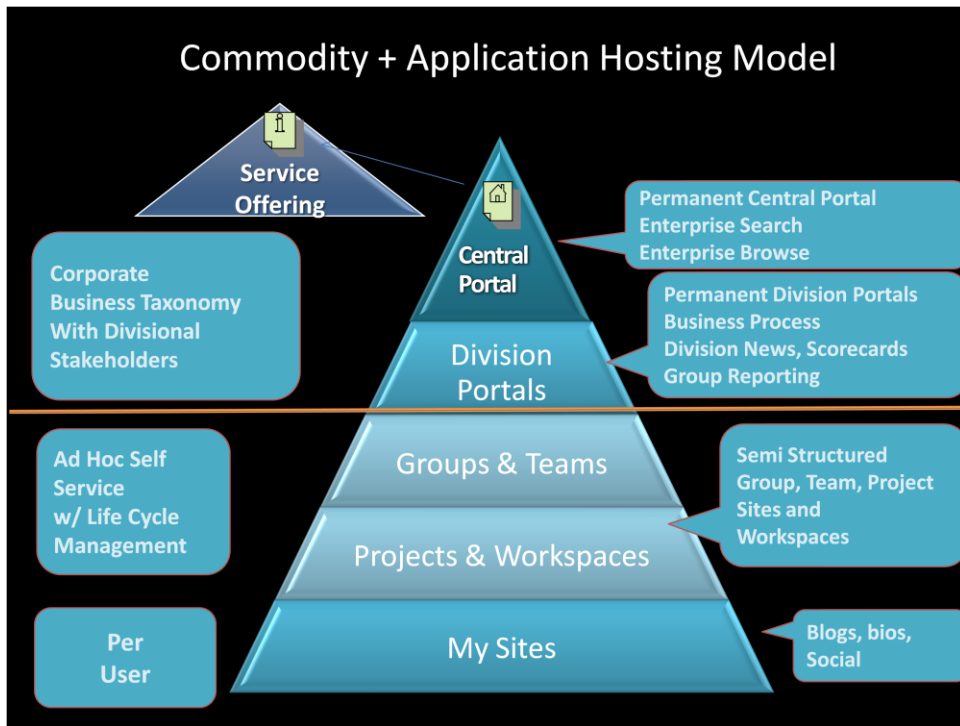 Commodity + Application Hosting Model
i
Service
Offering
Central
Portal
Permanent Central Portal
Enterprise Search
Enterprise Browse
Corporate
Business Taxonomy
With Divisional
Stakeholders
Division
Portals
Permanent Division Portals
Business Process
Division News, Scorecards
Group Reporting
Ad Hoc Self
Service
w/ Life Cycle
Management
Groups & Teams
Projects & Workspaces
Semi Structured
Group, Team, Project
Sites and
Workspaces
Per
User
My Sites
Blogs, bios,
Social